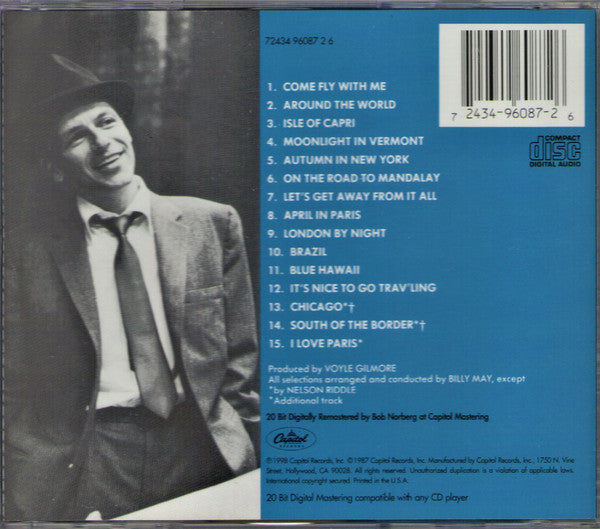 72434 96087 2 6
7 2434-96087-2 6
COMPACT
disc
DIGITAL AUDIO
1. COME FLY WITH ME
2. AROUND THE WORLD
3. ISLE OF CAPRI
4. MOONLIGHT IN VERMONT
5. AUTUMN IN NEW YORK
6. ON THE ROAD TO MANDALAY
7. LET'S GET AWAY FROM IT ALL
8. APRIL IN PARIS
9. LONDON BY NIGHT
10. BRAZIL
11. BLUE HAWAII
12. IT'S NICE TO GO TRAV'LING
13. CHICAGO*†
14. SOUTH OF THE BORDER*†
15. I LOVE PARIS*
Produced by VOYLE GILMORE
All selections arranged and conducted by BILLY MAY, except
by NELSON RIDDLE
*Additional track
20 Bit Digitally Remastered by Bob Norberg at Capitol Mastering
Capitol
RECORDS
℗1998 Capitol Records, Inc. ©1987 Capitol Records, Inc. Capitol Records, Inc., 1750 N. Vine
Street, Hollywood, CA 90028. All rights reserved. Unauthorized duplication is a violation of applicable laws.
International copyright secured. Printed in the U.S.A.
20 Bit Digital Mastering compatible with any CD player